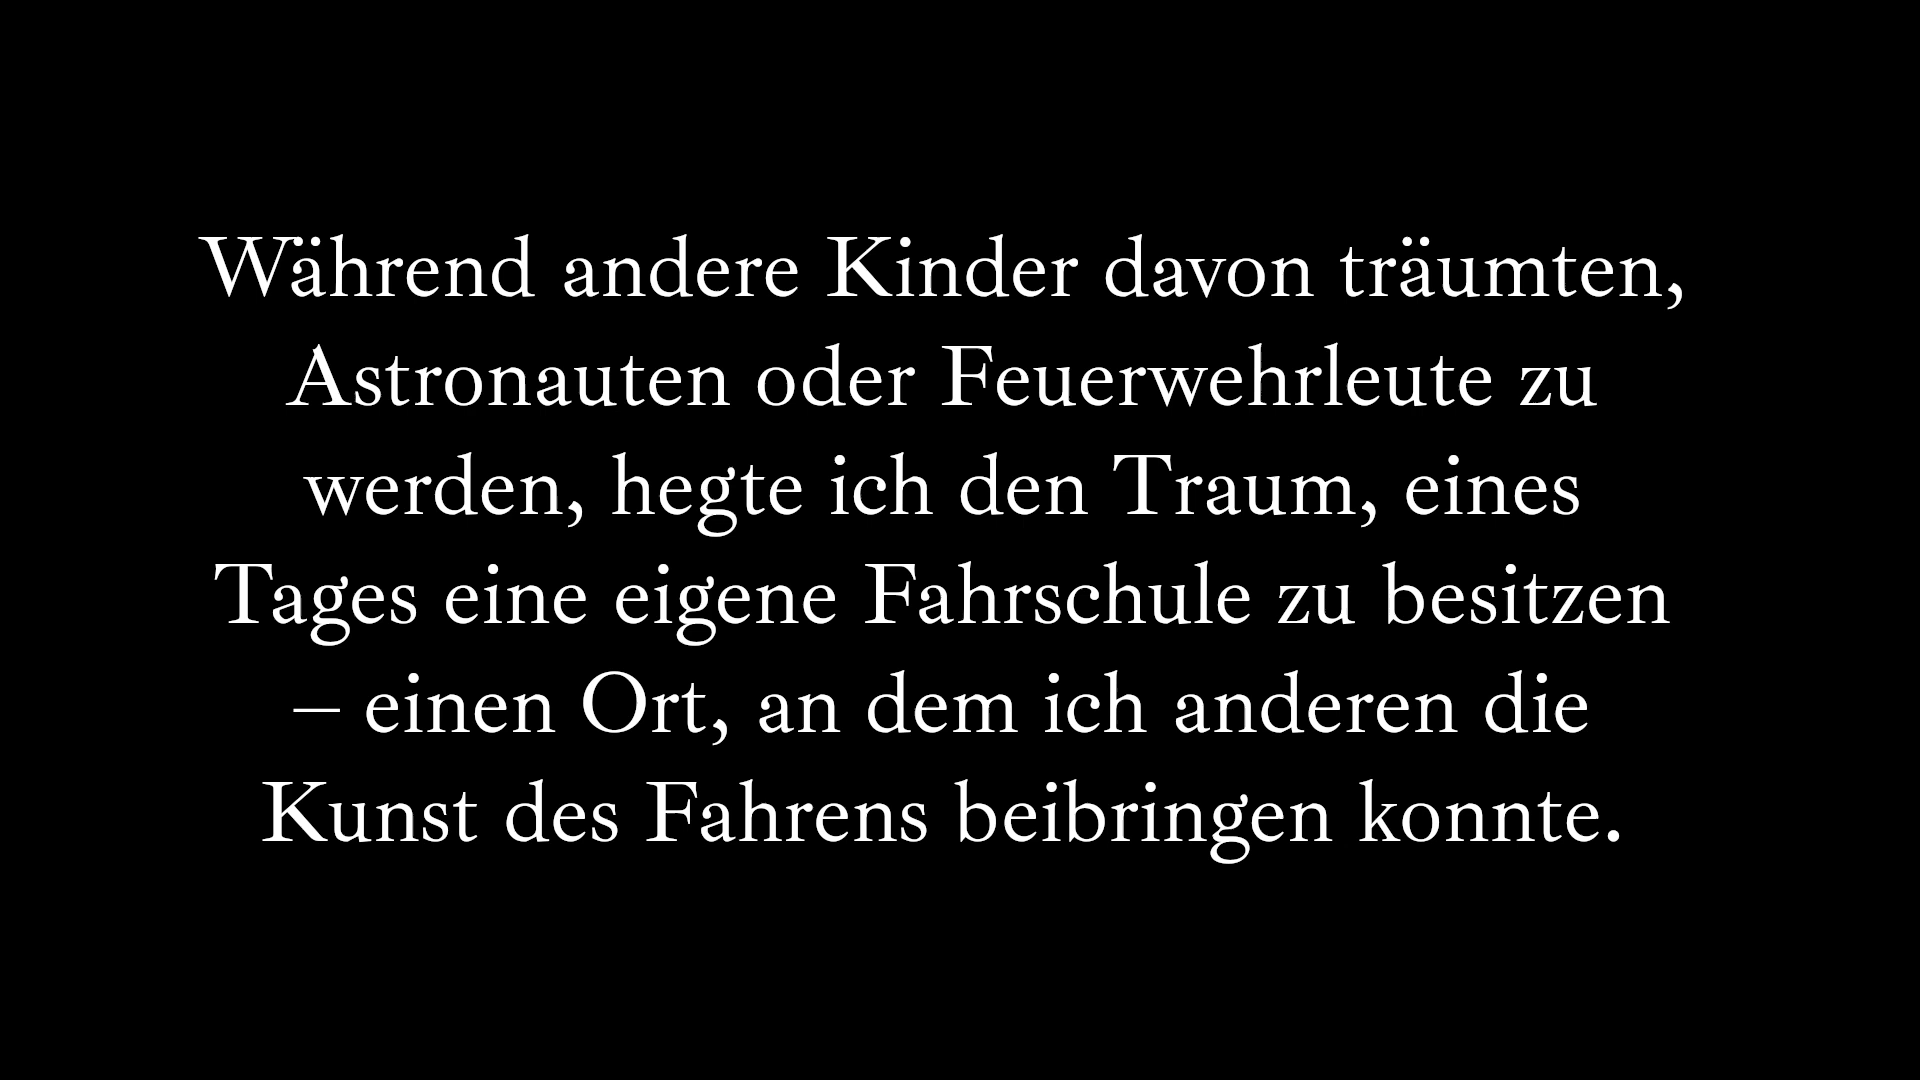 Während andere Kinder davon träumten,
Astronauten oder Feuerwehrleute zu
werden, hegte ich den Traum, eines
Tages eine eigene Fahrschule zu besitzen
– einen Ort, an dem ich anderen die
Kunst des Fahrens beibringen konnte.